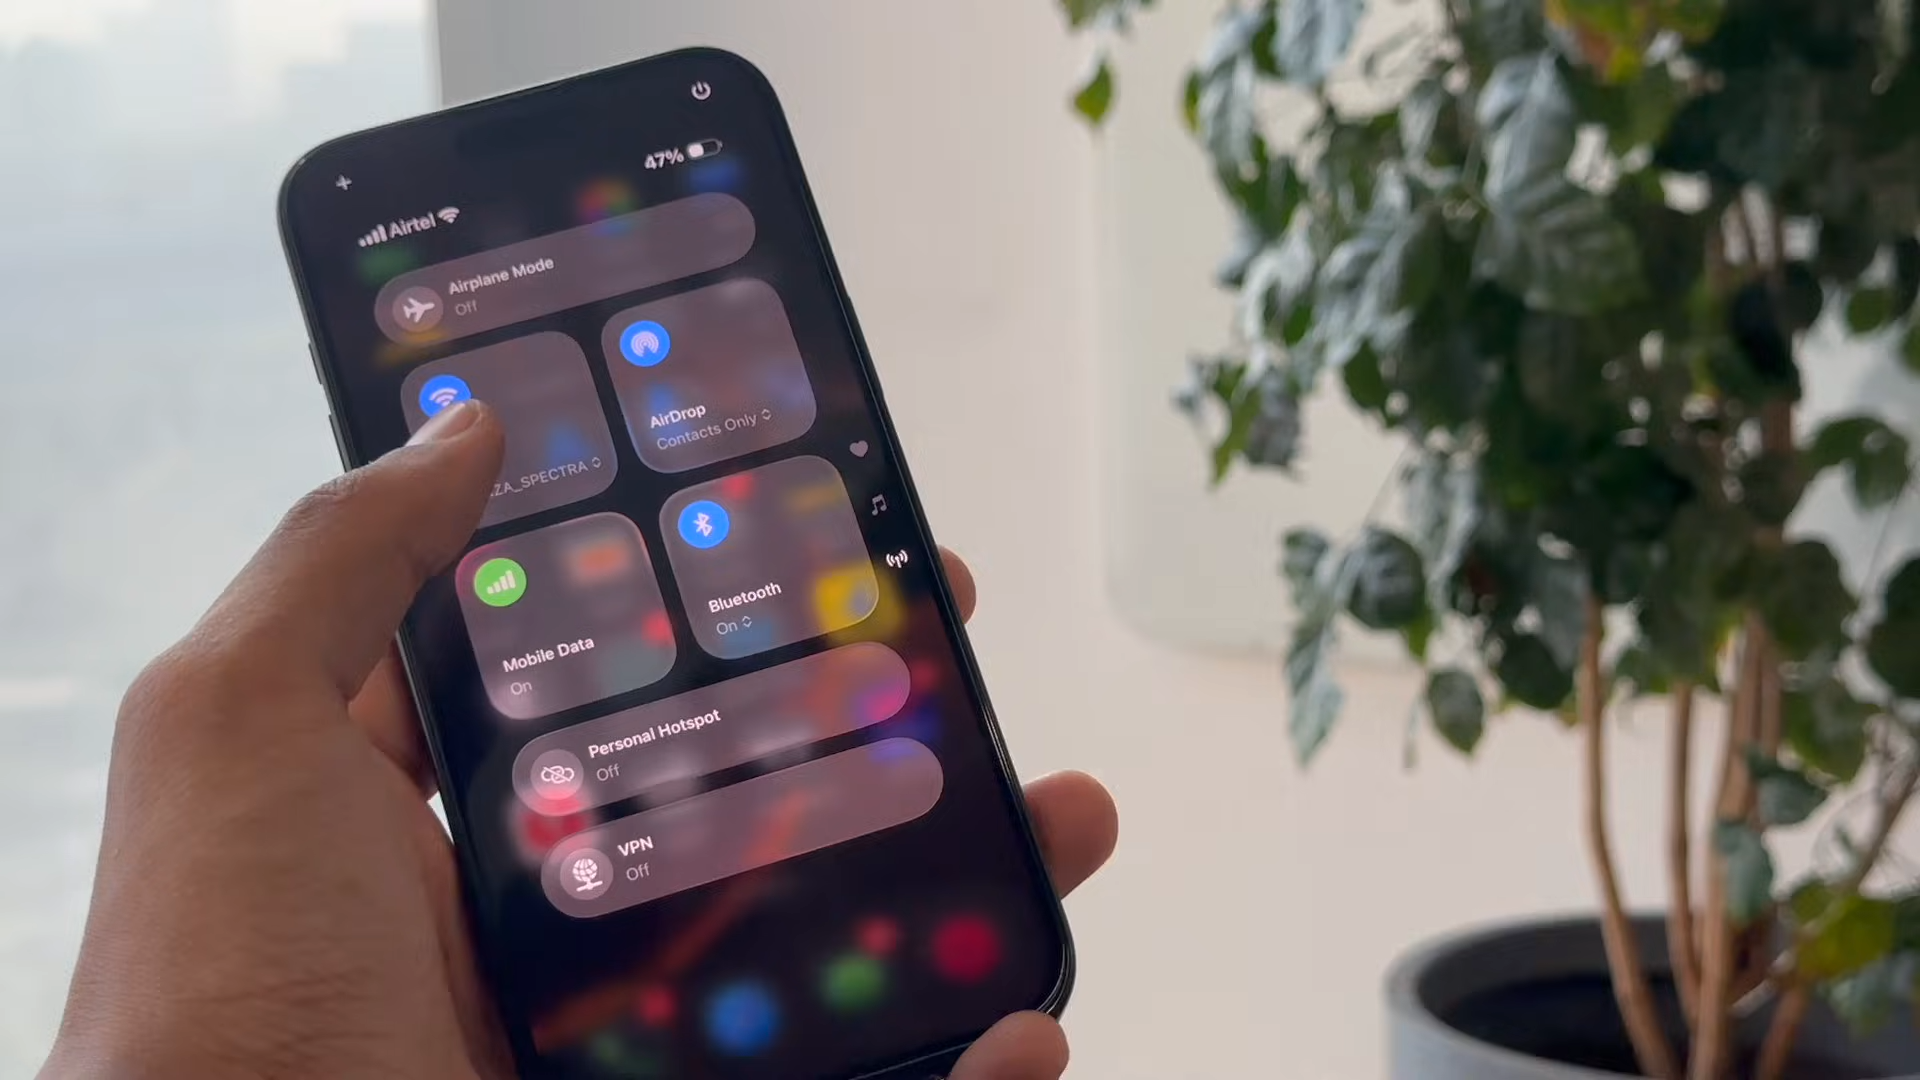 47%
Airtel
Airplane Mode
Off
AirDrop
Contacts Only
ZA_SPECTRA
Bluetooth
On
Mobile Data
On
Personal Hotspot
Off
VPN
Off